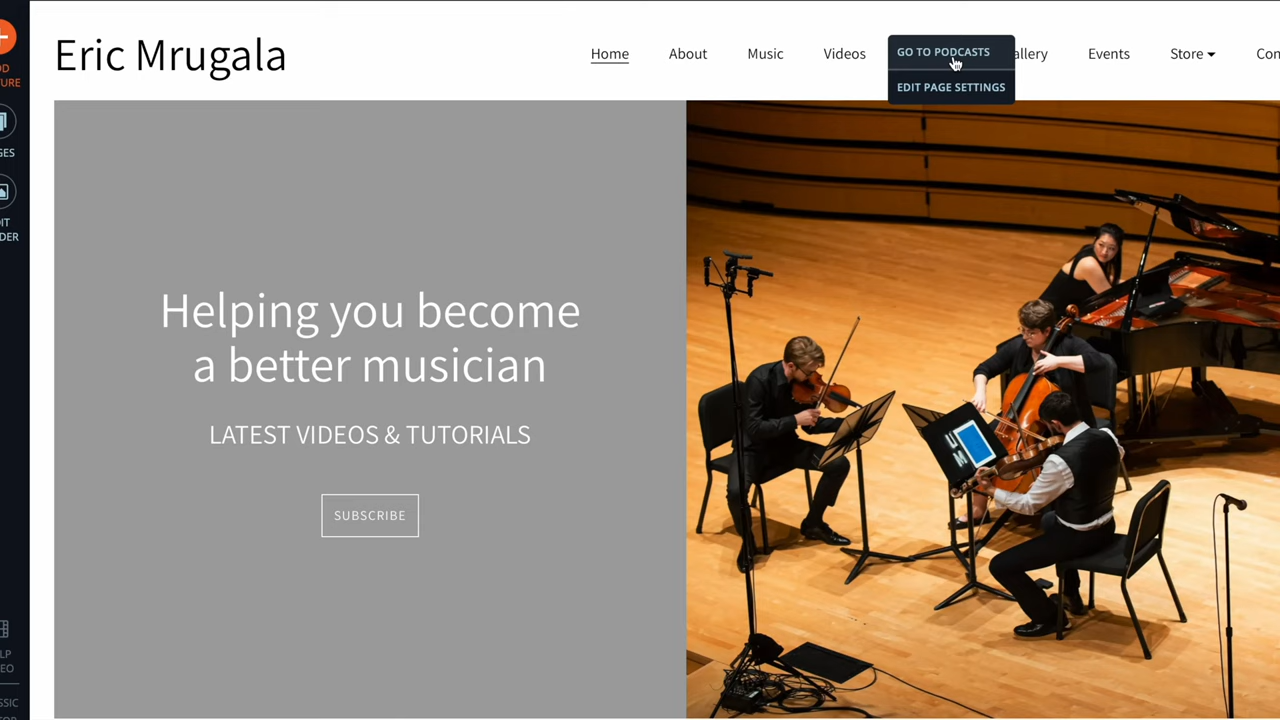 Eric Mrugala
Home About Music Videos GO TO PODCASTS Events Store
EDIT PAGE SETTINGS
Helping you become
a better musician
LATEST VIDEOS & TUTORIALS
SUBSCRIBE